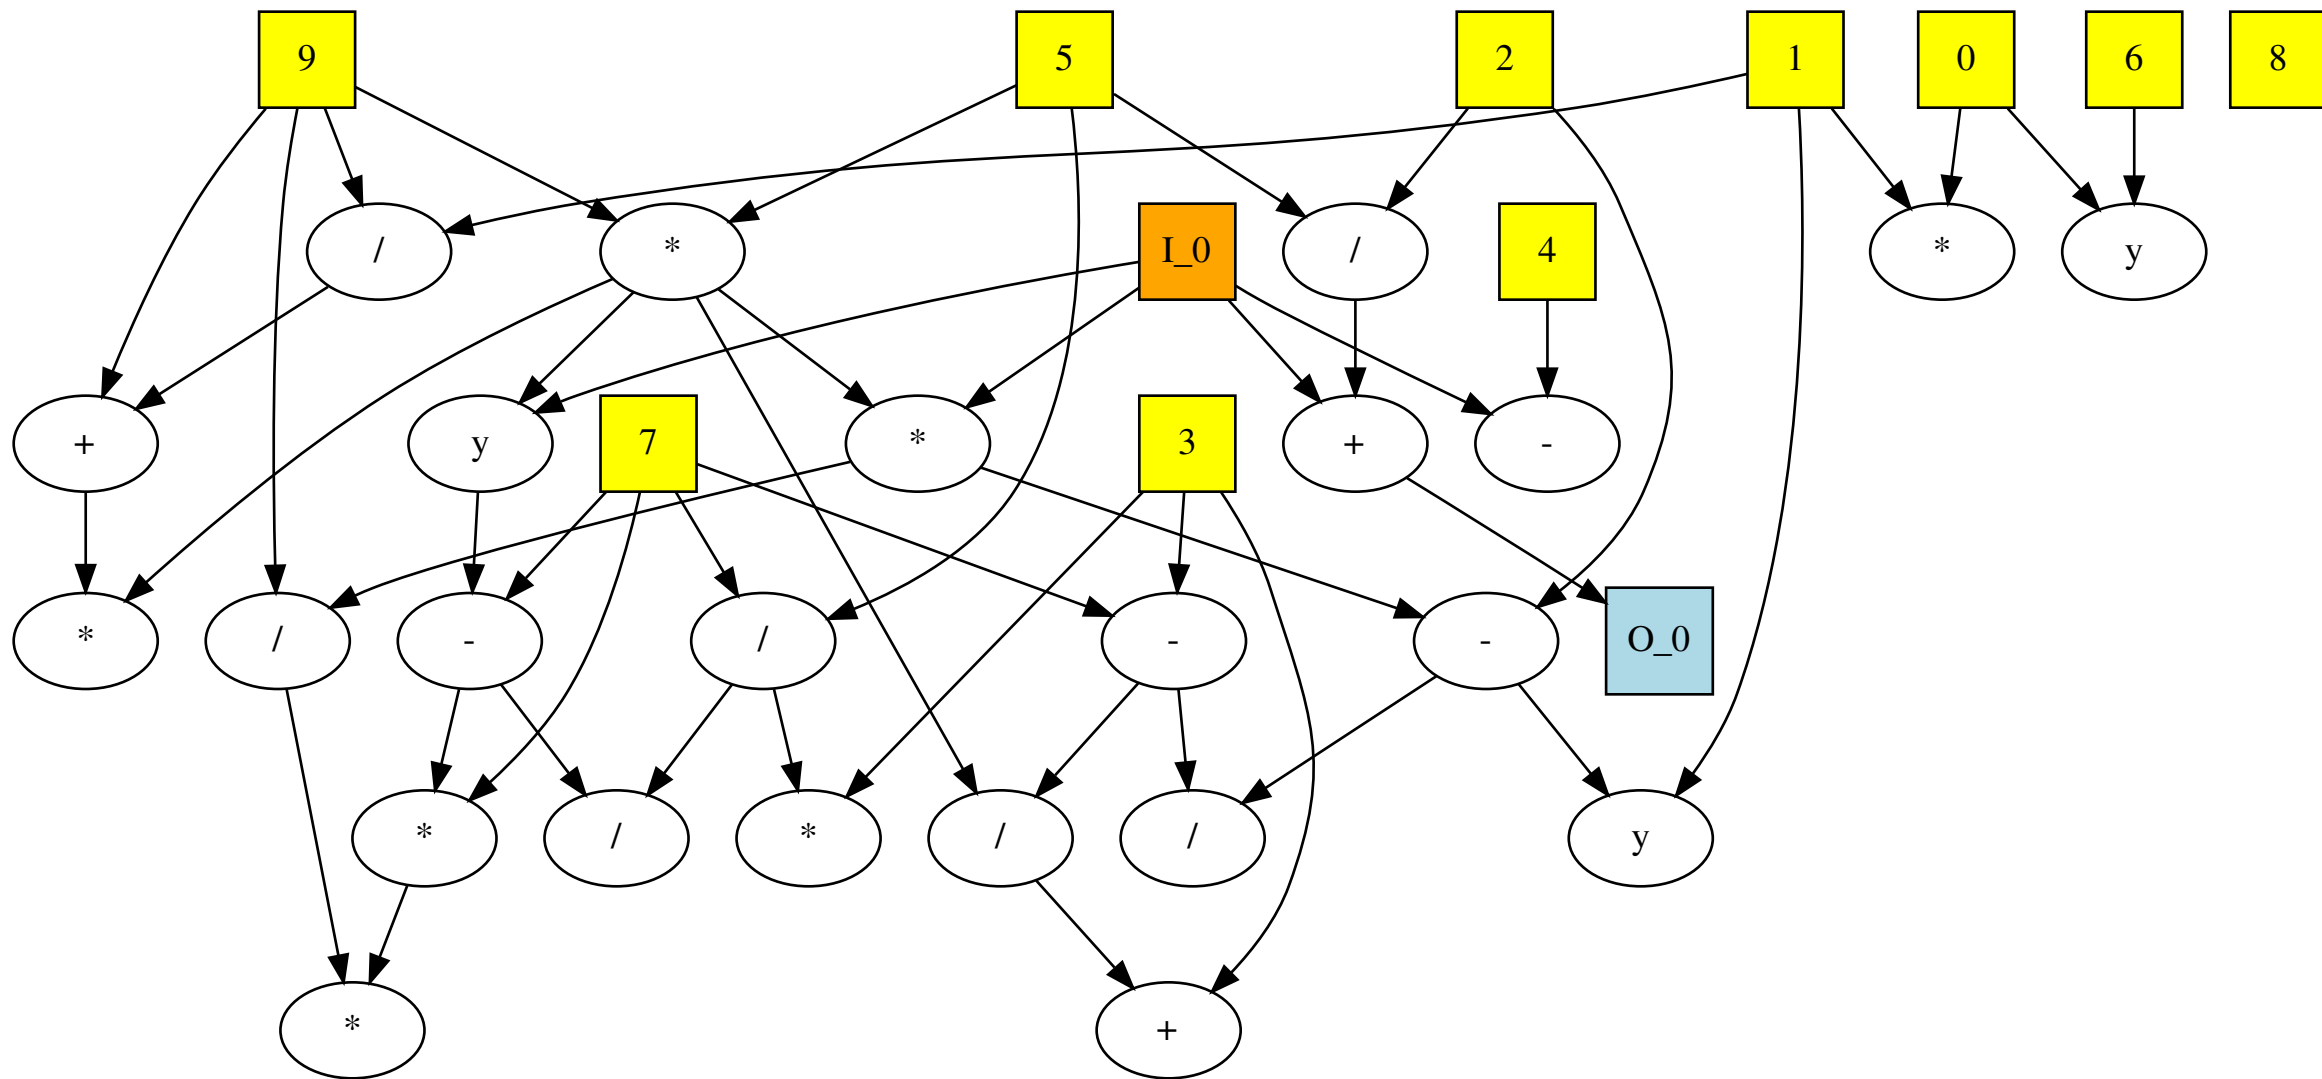 9 5 2 1 0 6 8
/ * I_0 / 4 * y
+ y 7 * 3 + -
* / - / - - O_0
* / * / / y
* +